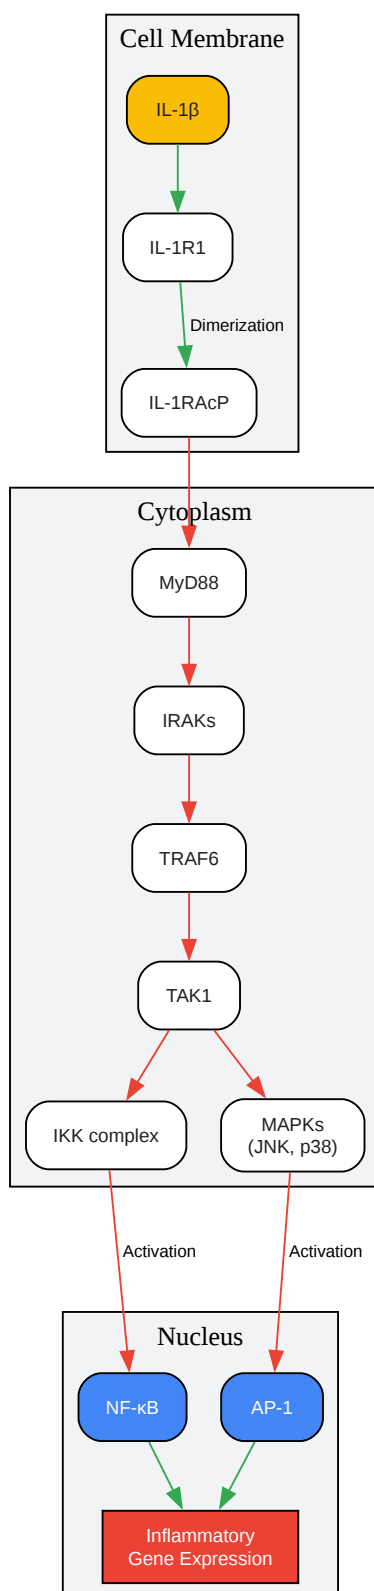 Cell Membrane
IL-1β
IL-1R1
Dimerization
IL-1RAcP
Cytoplasm
MyD88
IRAKs
TRAF6
TAK1
IKK complex
MAPKs
(JNK, p38)
Activation
Activation
Nucleus
NF-κB
AP-1
Inflammatory
Gene Expression